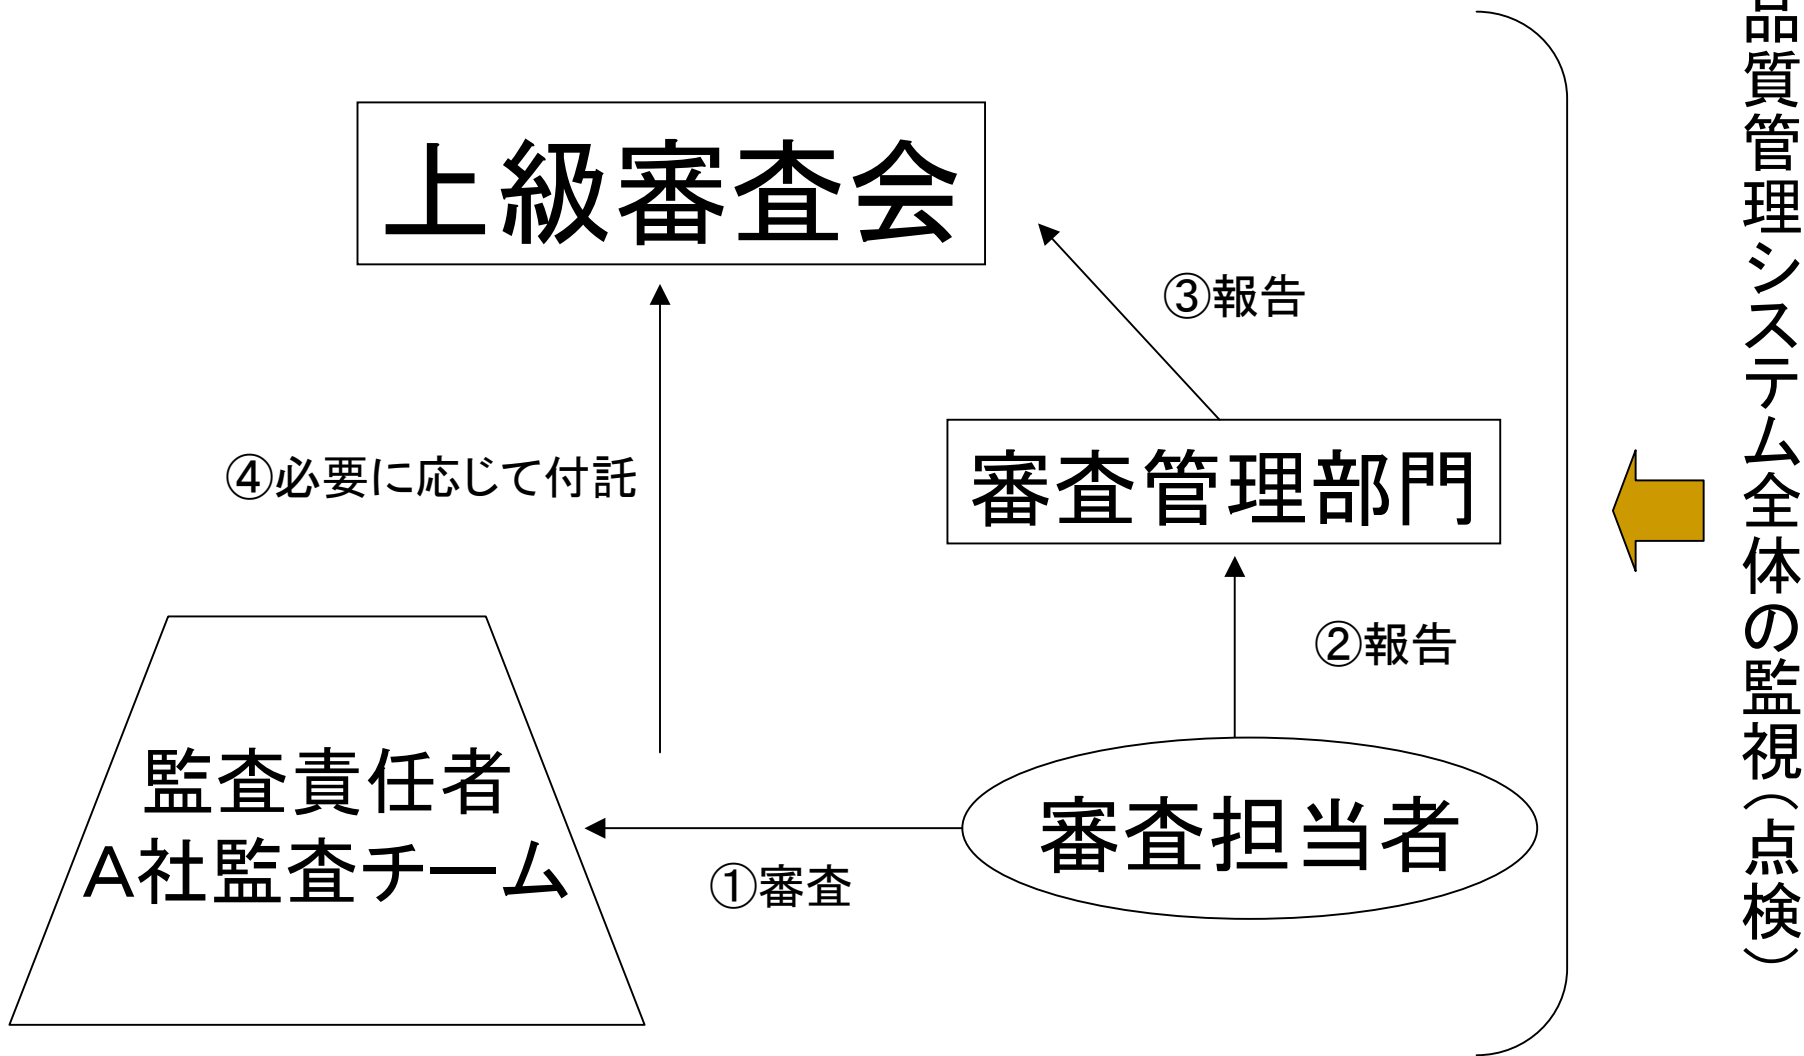 上級審査会
③報告
④必要に応じて付託
審査管理部門
②報告
監査責任者
A社監査チーム
審査担当者
①審査
品質管理システム全体の監視（点検）